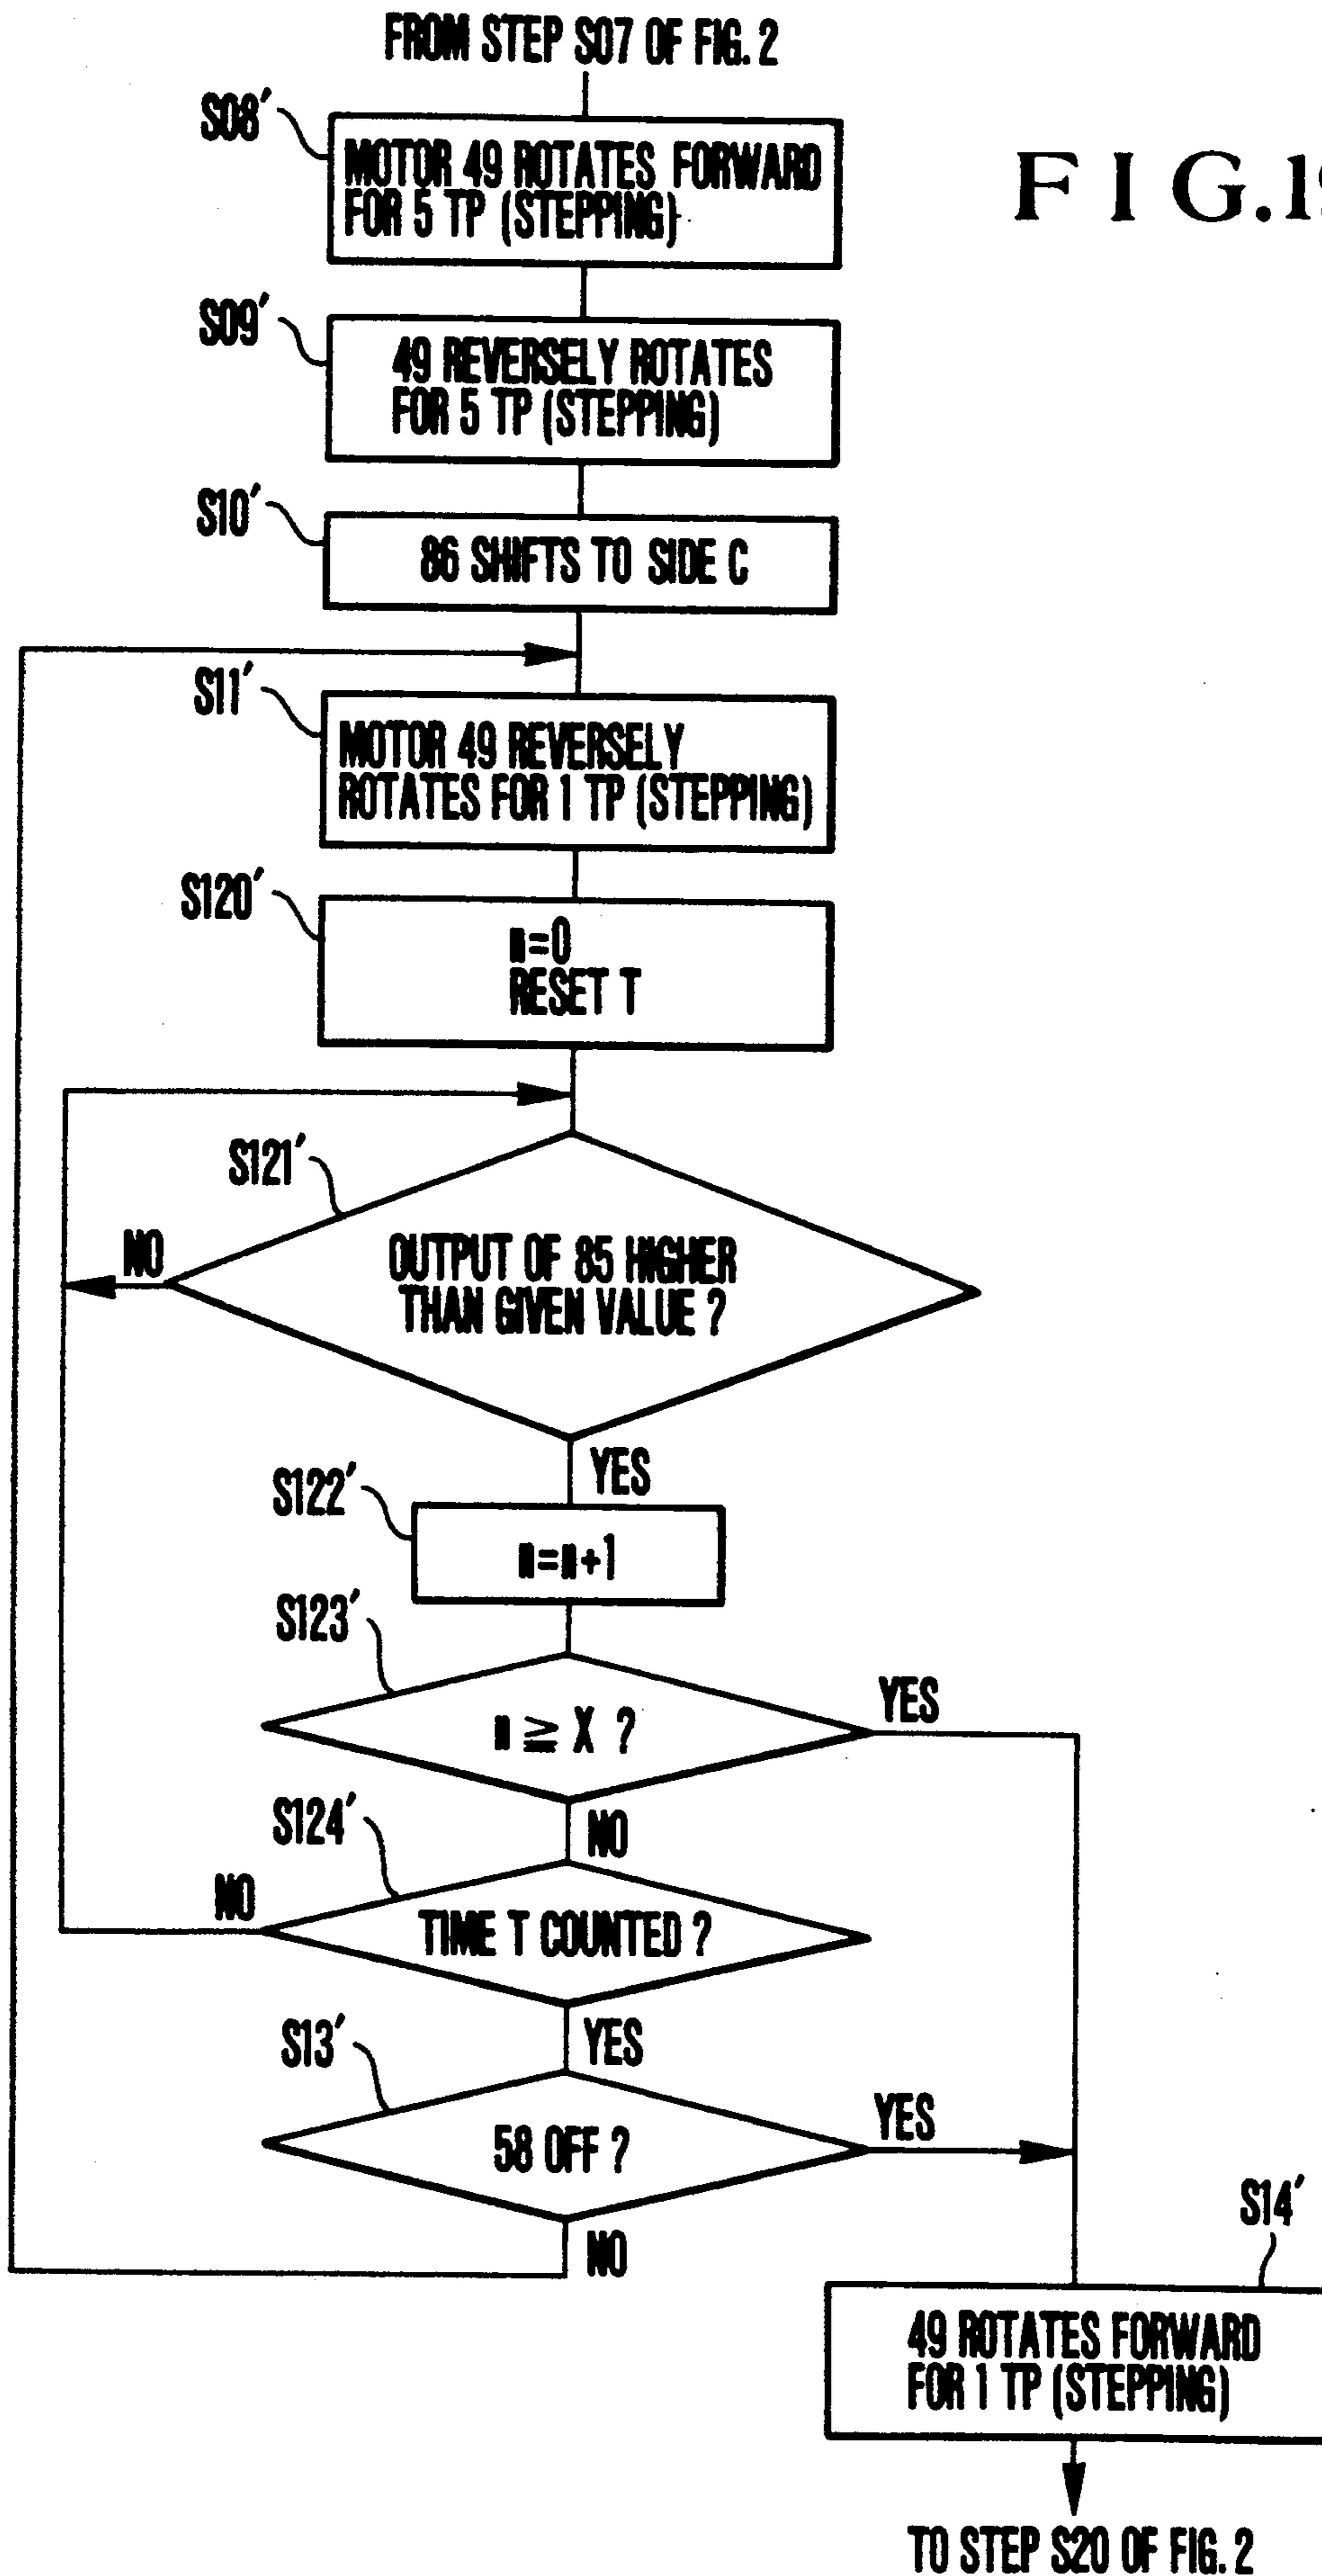 FROM STEP S07 OF FIG. 2
S08'
MOTOR 49 ROTATES FORWARD
FOR 5 TP (STEPPING)
FIG.19
S09'
49 REVERSELY ROTATES
FOR 5 TP (STEPPING)
S10'
86 SHIFTS TO SIDE C
S11'
MOTOR 49 REVERSELY
ROTATES FOR 1 TP (STEPPING)
S120'
n=0
RESET T
S121'
NO
OUTPUT OF 85 HIGHER
THAN GIVEN VALUE ?
YES
S122'
n=n+1
S123'
n ≧ X ?
YES
NO
S124'
NO
TIME T COUNTED ?
YES
S13'
58 OFF ?
YES
NO
S14'
49 ROTATES FORWARD
FOR 1 TP (STEPPING)
TO STEP S20 OF FIG. 2